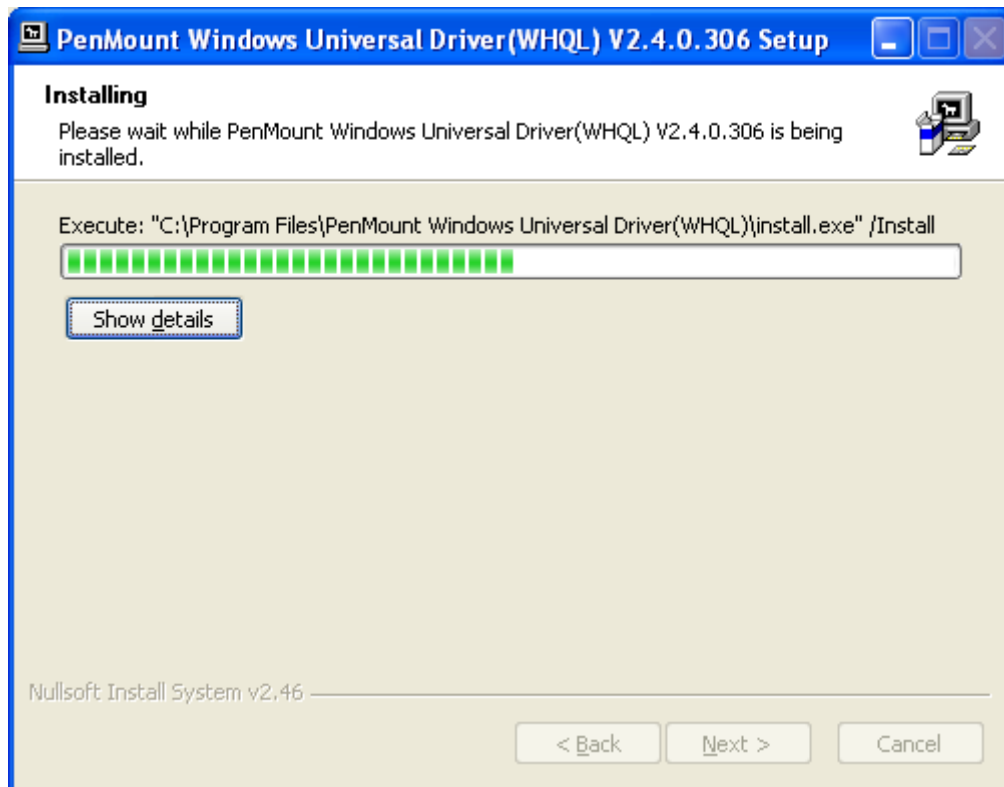 PenMount Windows Universal Driver(WHQL) V2.4.0.306 Setup
Installing
Please wait while PenMount Windows Universal Driver(WHQL) V2.4.0.306 is being
installed.
Execute: "C:\Program Files\PenMount Windows Universal Driver(WHQL)\install.exe" /Install
Show details
Nullsoft Install System v2.46
< Back Next > Cancel